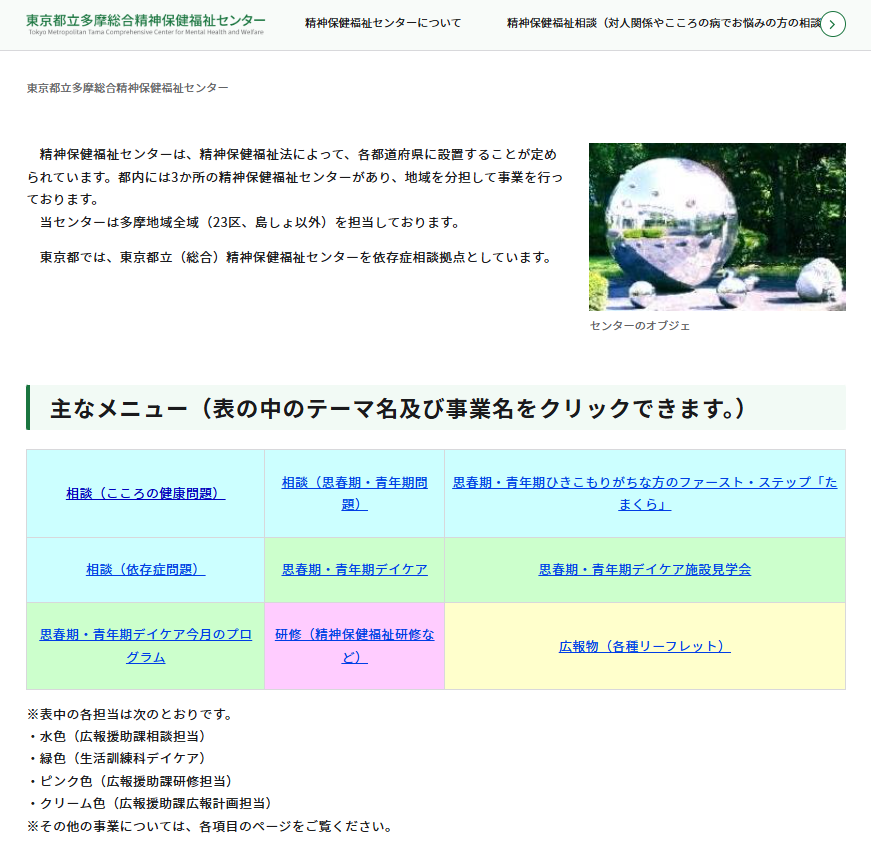 東京都立多摩総合精神保健福祉センター
Tokyo Metropolitan Tama Comprehensive Center for Mental Health and Welfare
精神保健福祉センターについて
精神保健福祉相談（対人関係やこころの病でお悩みの方の相談
東京都立多摩総合精神保健福祉センター
精神保健福祉センターは、精神保健福祉法によって、各都道府県に設置することが定め
られています。都内には3か所の精神保健福祉センターがあり、地域を分担して事業を行っ
ております。
当センターは多摩地域全域（23区、島しょ以外）を担当しております。
東京都では、東京都立（総合）精神保健福祉センターを依存症相談拠点としています。
センターのオブジェ
主なメニュー（表の中のテーマ名及び事業名をクリックできます。）
相談（こころの健康問題）
相談（思春期・青年期問
題）
思春期・青年期ひきこもりがちな方のファースト・ステップ「た
まくら」
相談（依存症問題）
思春期・青年期デイケア
思春期・青年期デイケア施設見学会
思春期・青年期デイケア今月のプロ
グラム
研修（精神保健福祉研修な
ど）
広報物（各種リーフレット）
※表中の各担当は次のとおりです。
・水色（広報援助課相談担当）
・緑色（生活訓練科デイケア）
・ピンク色（広報援助課研修担当）
・クリーム色（広報援助課広報計画担当）
※その他の事業については、各項目のページをご覧ください。